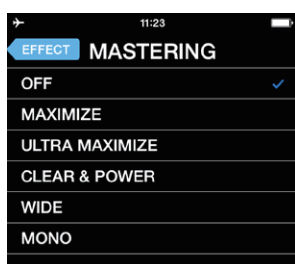 11:23
EFFECT MASTERING
OFF
MAXIMIZE
ULTRA MAXIMIZE
CLEAR & POWER
WIDE
MONO